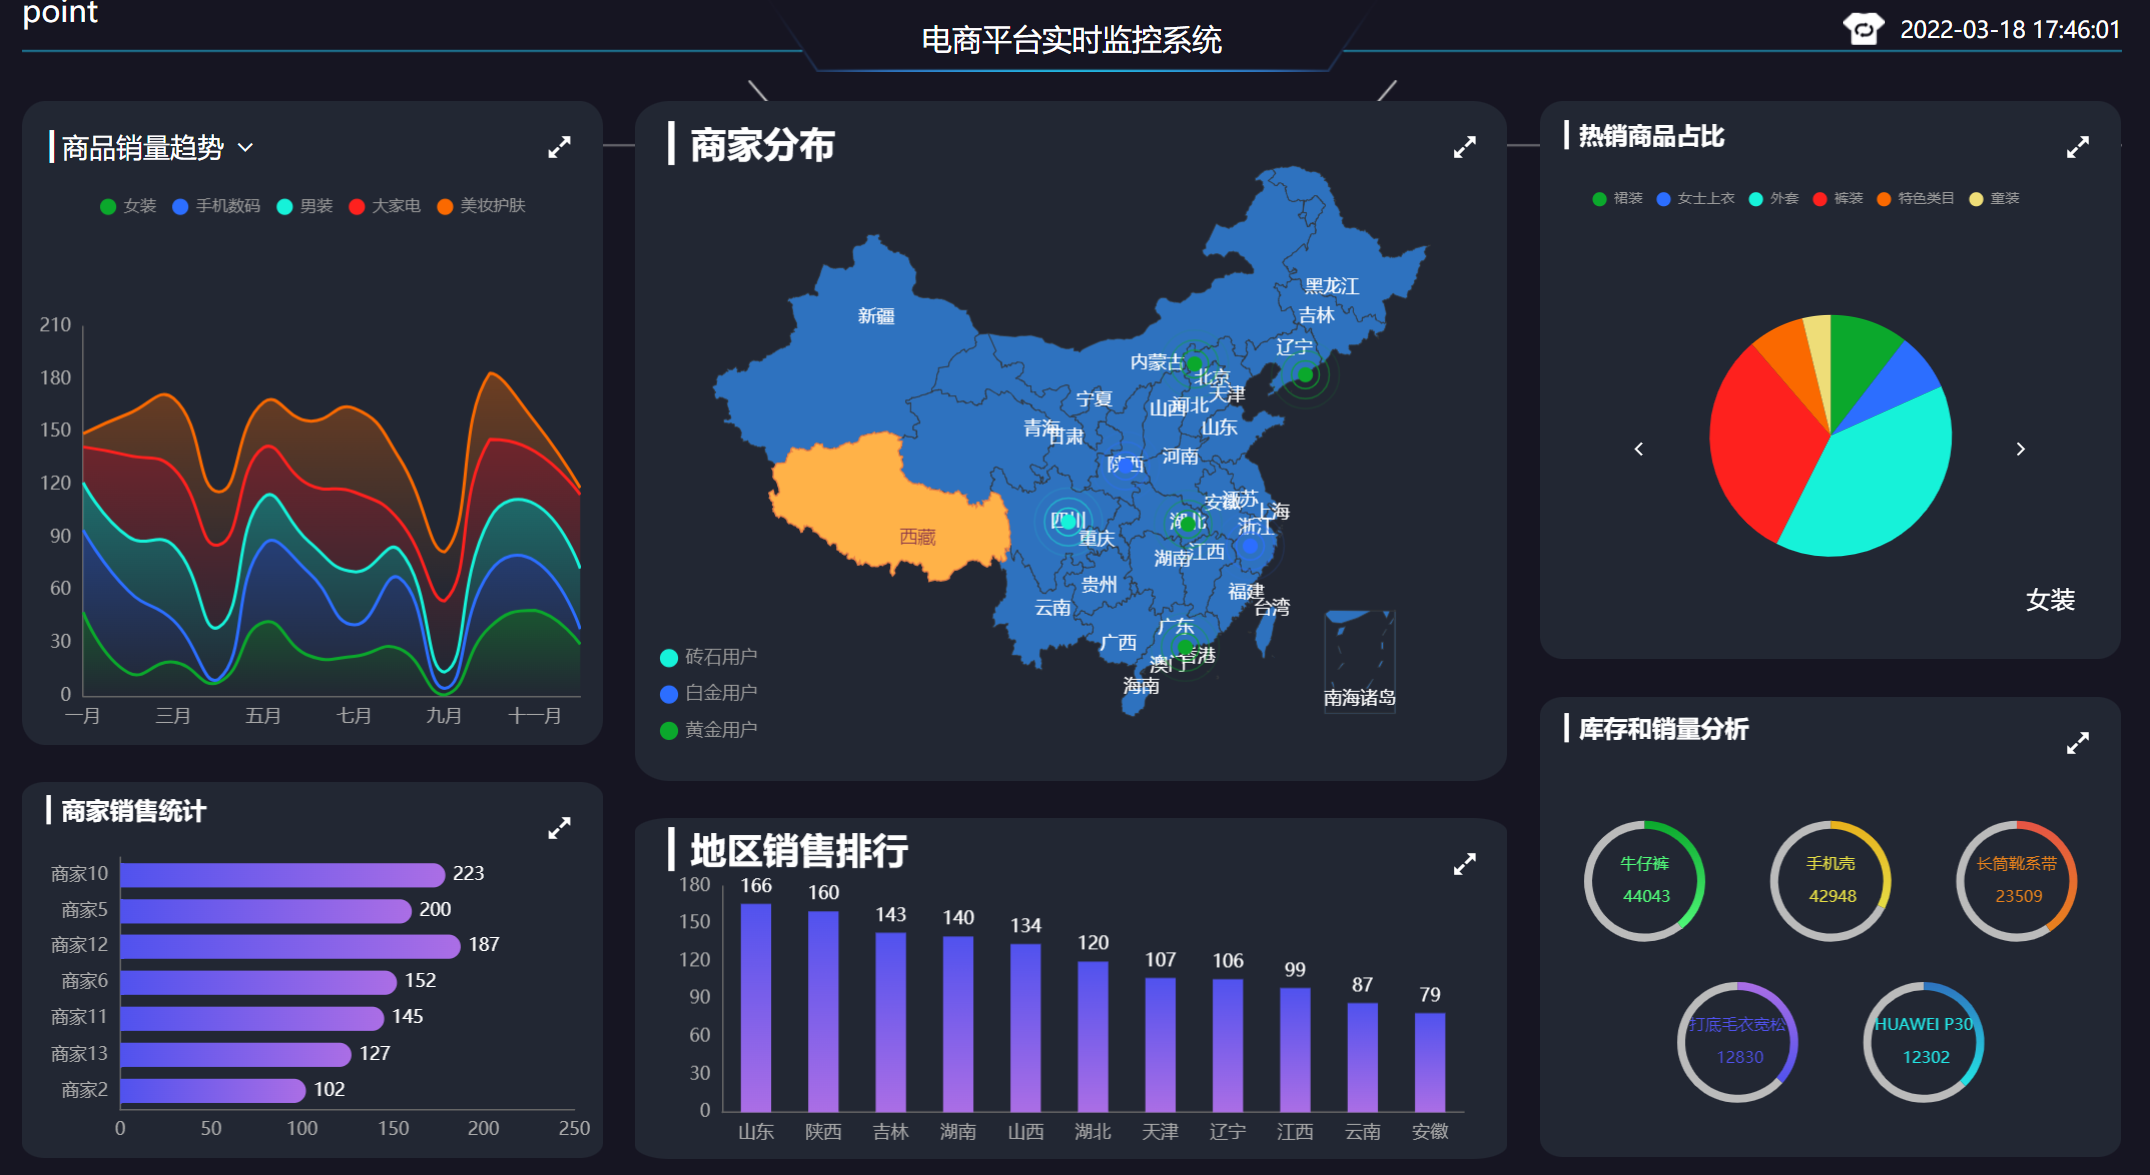 point
电商平台实时监控系统
2022-03-18 17:46:01
商品销量趋势
女装 手机数码 男装 大家电 美妆护肤
210
180
150
120
90
60
30
0
一月 三月 五月 七月 九月 十一月
商家分布
新疆
黑龙江
吉林
辽宁
内蒙古
北京
天津
宁夏
山西
河北
青海
甘肃
山东
陕西
河南
安徽
江苏
上海
四川
湖北
浙江
西藏
重庆
湖南
江西
贵州
福建
云南
台湾
广东
广西
香港
澳门
海南
南海诸岛
砖石用户
白金用户
黄金用户
热销商品占比
裙装 女士上衣 外套 裤装 特色类目 童装
女装
商家销售统计
商家10 223
商家5 200
商家12 187
商家6 152
商家11 145
商家13 127
商家2 102
0 50 100 150 200 250
地区销售排行
180
150
120
90
60
30
0
166 160 143 140 134 120 107 106 99 87 79
山东 陕西 吉林 湖南 山西 湖北 天津 辽宁 江西 云南 安徽
库存和销量分析
牛仔裤
44043
手机壳
42948
长筒靴系带
23509
打底毛衣宽松
12830
HUAWEI P30
12302